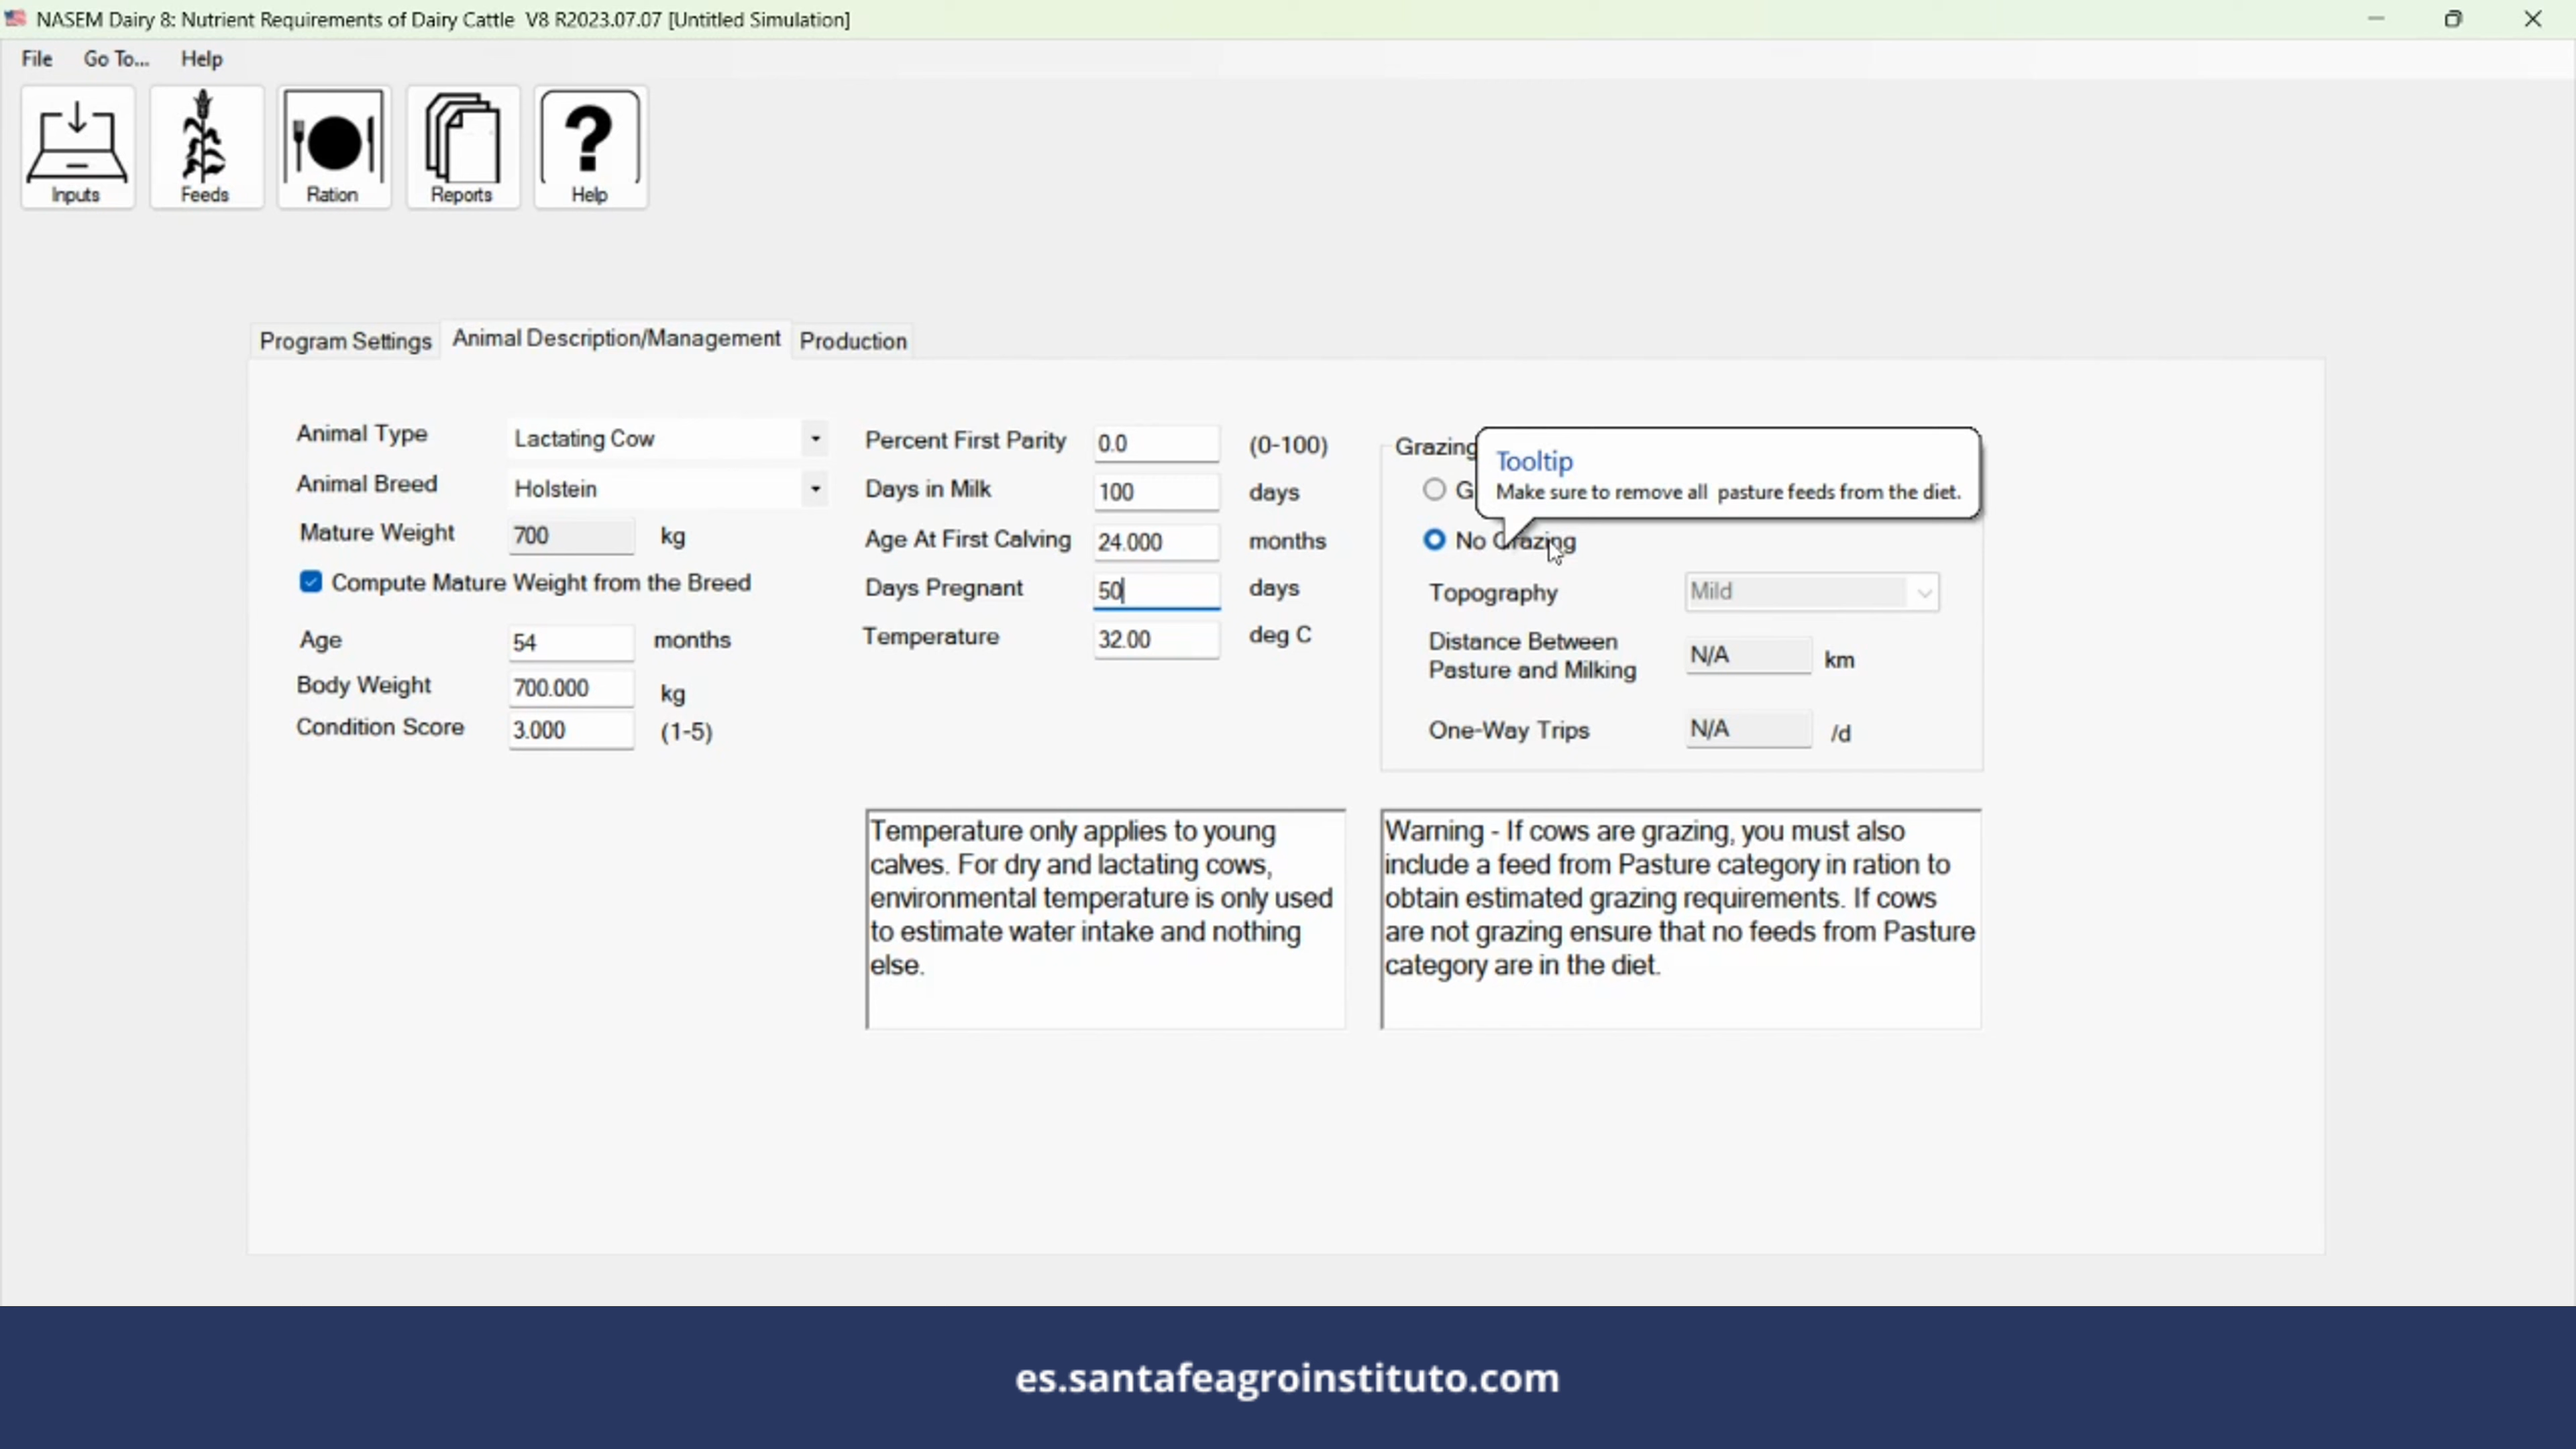 NASEM Dairy 8: Nutrient Requirements of Dairy Cattle V8 R2023.07.07 [Untitled Simulation]
File Go To... Help
Inputs Feeds Ration Reports Help
Program Settings Animal Description/Management Production
Animal Type Lactating Cow
Animal Breed Holstein
Mature Weight 700 kg
Compute Mature Weight from the Breed
Age 54 months
Body Weight 700.000 kg
Condition Score 3.000 (1-5)
Percent First Parity 0.0 (0-100)
Days in Milk 100 days
Age At First Calving 24.000 months
Days Pregnant 50 days
Temperature 32.00 deg C
Grazing
Tooltip
Make sure to remove all pasture feeds from the diet.
G
No Grazing
Topography Mild
Distance Between
Pasture and Milking N/A km
One-Way Trips N/A /d
Temperature only applies to young
calves. For dry and lactating cows,
environmental temperature is only used
to estimate water intake and nothing
else.
Warning - If cows are grazing, you must also
include a feed from Pasture category in ration to
obtain estimated grazing requirements. If cows
are not grazing ensure that no feeds from Pasture
category are in the diet.
es.santafeagroinstituto.com